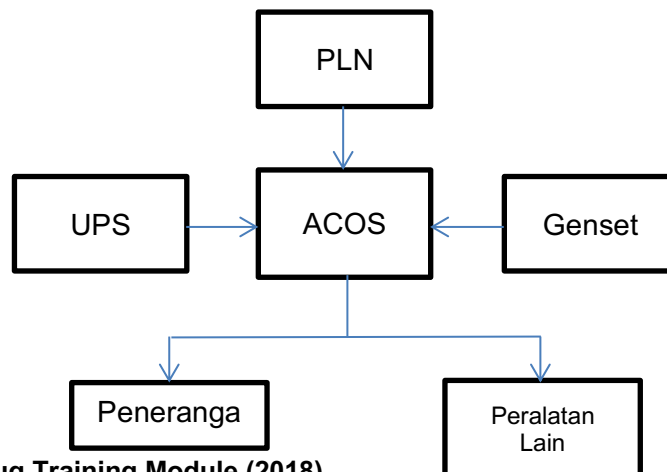 PLN
UPS
ACOS
Genset
Peneranga
Peralatan
Lain
Training Module (2018)